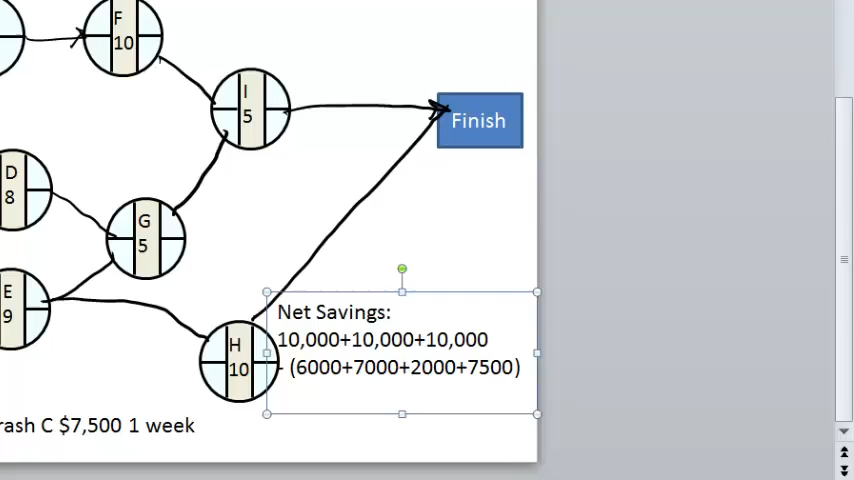 F
10
I
5
Finish
D
8
G
5
E
9
Net Savings:
10,000+10,000+10,000
- (6000+7000+2000+7500)
H
10
rash C $7,500 1 week